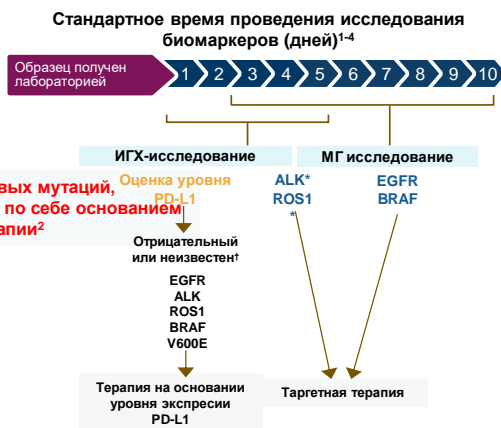 Стандартное время проведения исследования
биомаркеров (дней)¹⁻⁴
Образец получен
лабораторией
1 2 3 4 5 6 7 8 9 10
ИГХ-исследование
МГ исследование
вых мутаций,
по себе основанием
апии²
Оценка уровня
PD-L1
ALK*
ROS1
*
EGFR
BRAF
Отрицательный
или неизвестен†
EGFR
ALK
ROS1
BRAF
V600E
Терапия на основании
уровня экспрессии
PD-L1
Таргетная терапия